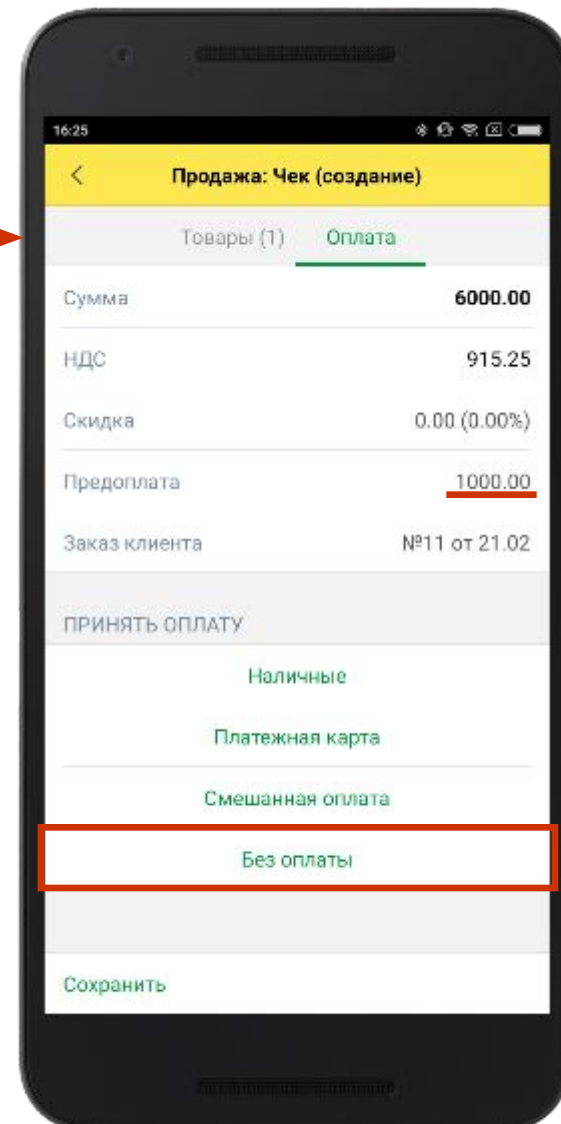 16:25
Продажа: Чек (создание)
Товары (1) Оплата
Сумма 6000.00
НДС 915.25
Скидка 0.00 (0.00%)
Предоплата 1000.00
Заказ клиента №11 от 21.02
ПРИНЯТЬ ОПЛАТУ
Наличные
Платежная карта
Смешанная оплата
Без оплаты
Сохранить